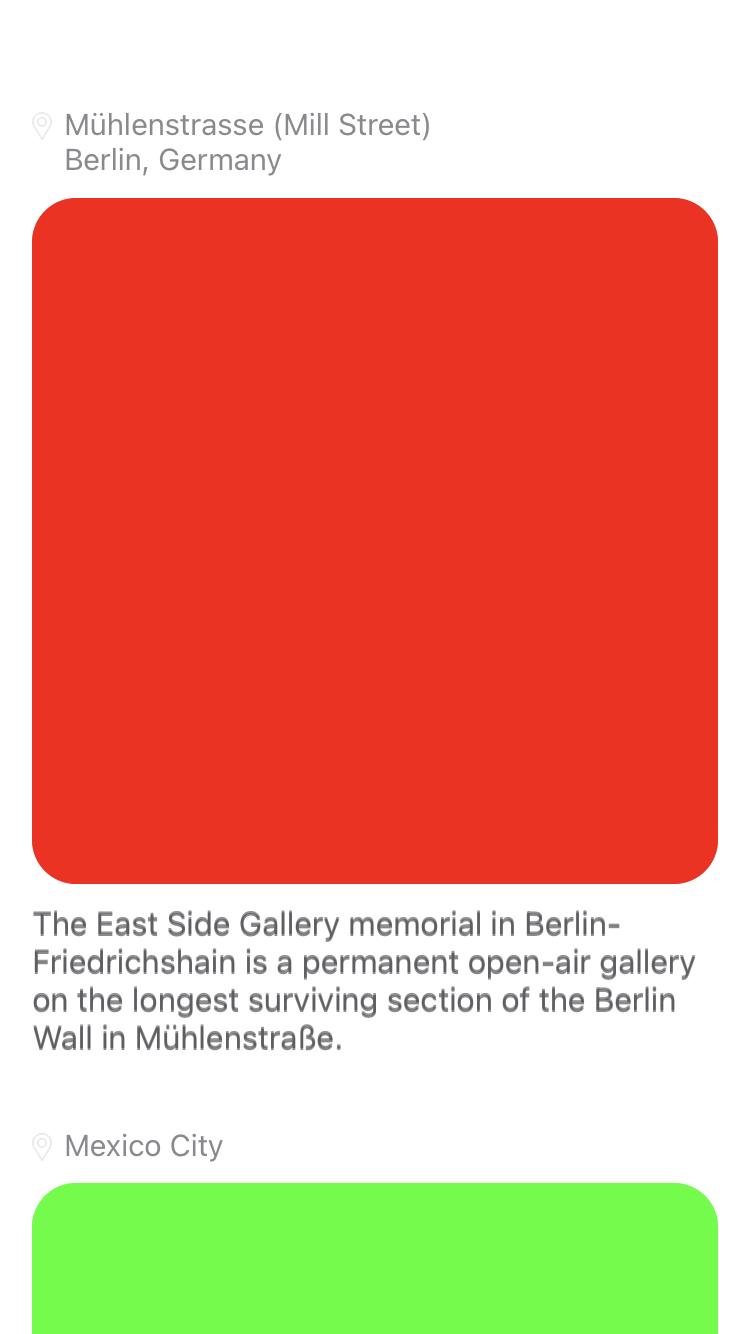 Mühlenstrasse (Mill Street)
Berlin, Germany
The East Side Gallery memorial in Berlin-
Friedrichshain is a permanent open-air gallery
on the longest surviving section of the Berlin
Wall in Mühlenstraße.
Mexico City